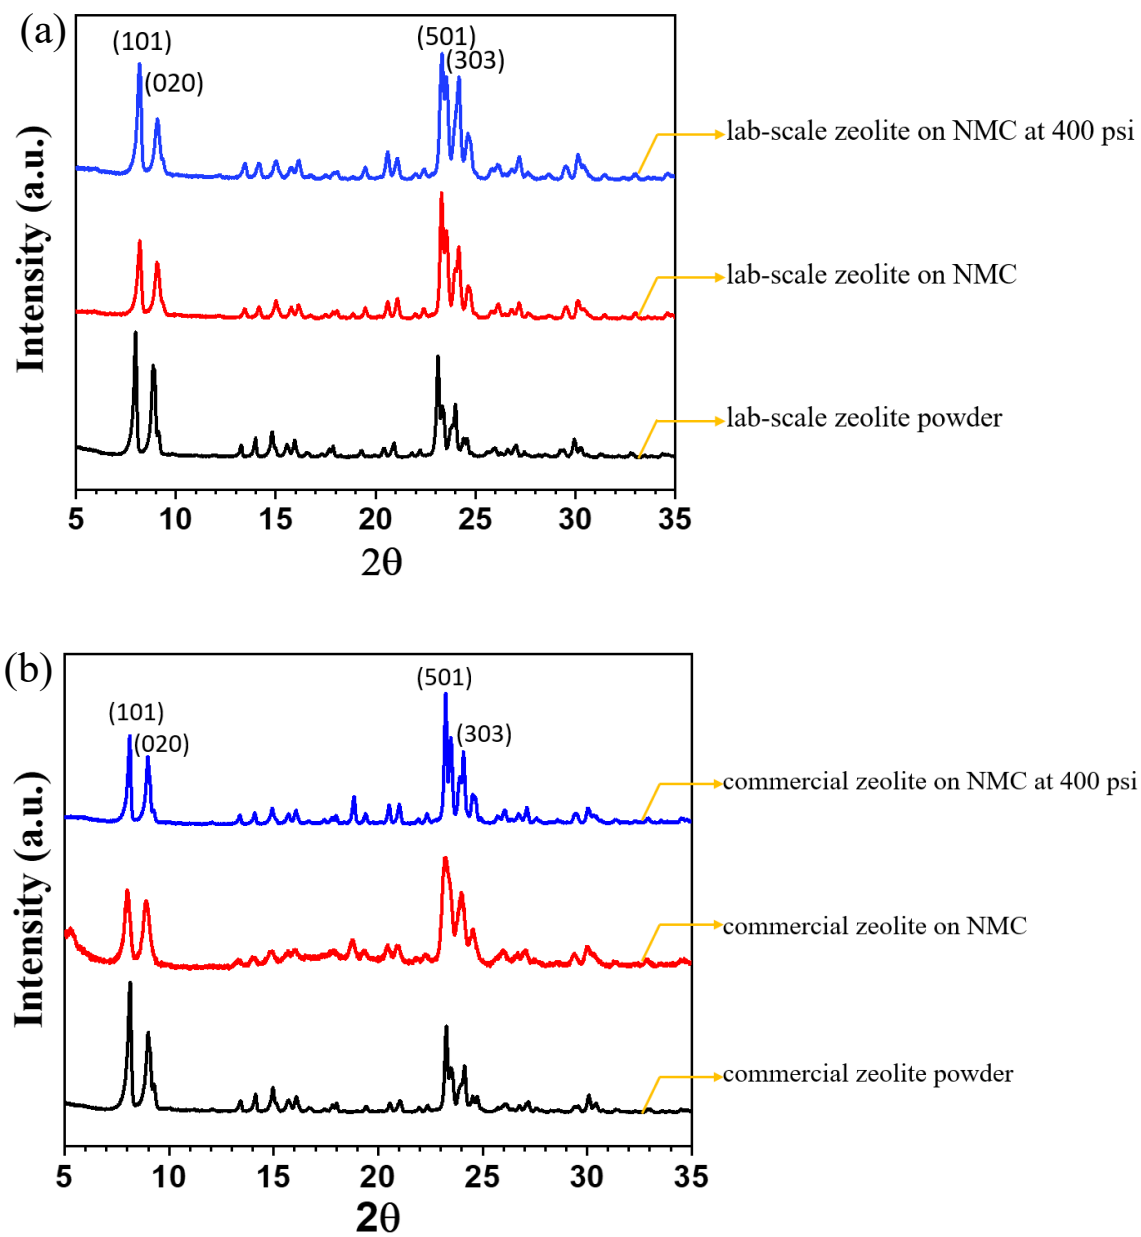 (a)
(101)
(020)
(501)
(303)
lab-scale zeolite on NMC at 400 psi
lab-scale zeolite on NMC
lab-scale zeolite powder
Intensity (a.u.)
5 10 15 20 25 30 35
2θ
(b)
(101)
(020)
(501)
(303)
commercial zeolite on NMC at 400 psi
commercial zeolite on NMC
commercial zeolite powder
Intensity (a.u.)
5 10 15 20 25 30 35
2θ